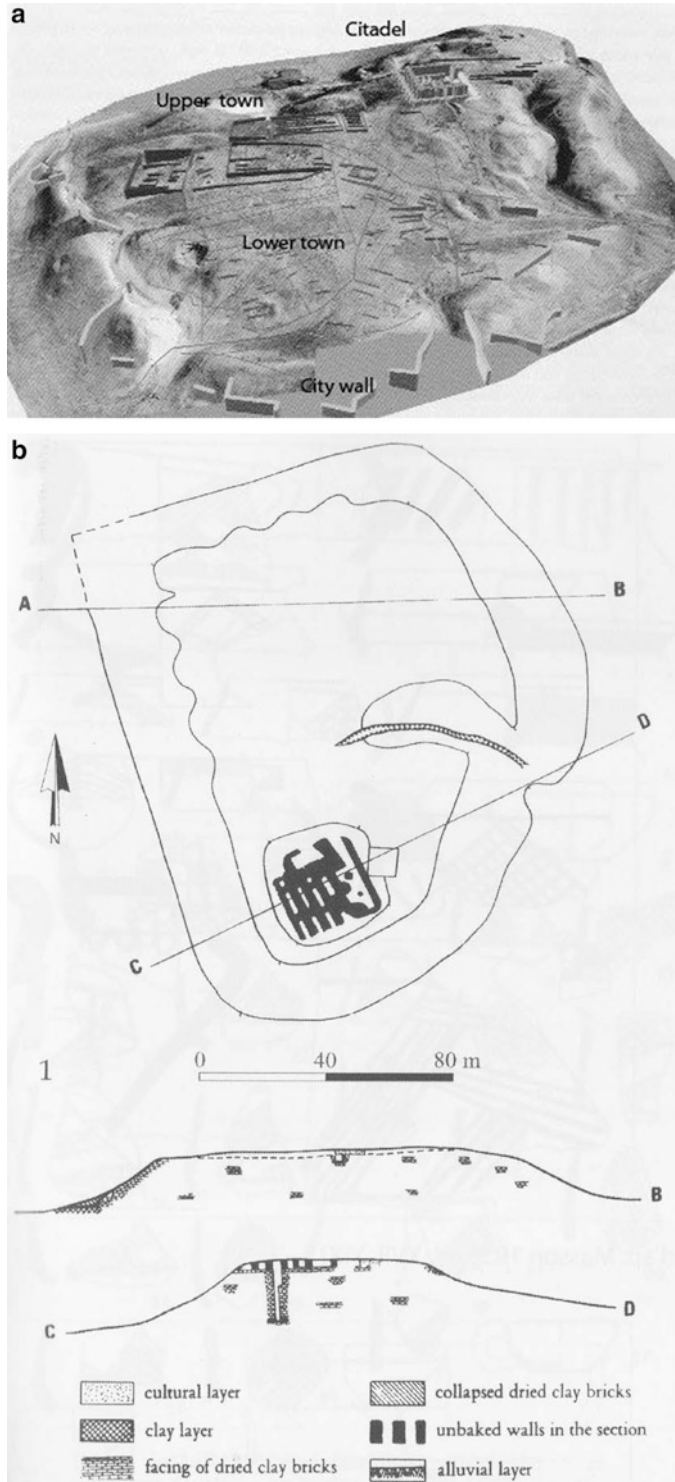 a
Citadel
Upper town
Lower town
City wall
b
A
B
D
N
C
1
0 40 80 m
B
C
D
cultural layer
collapsed dried clay bricks
clay layer
unbaked walls in the section
facing of dried clay bricks
alluvial layer